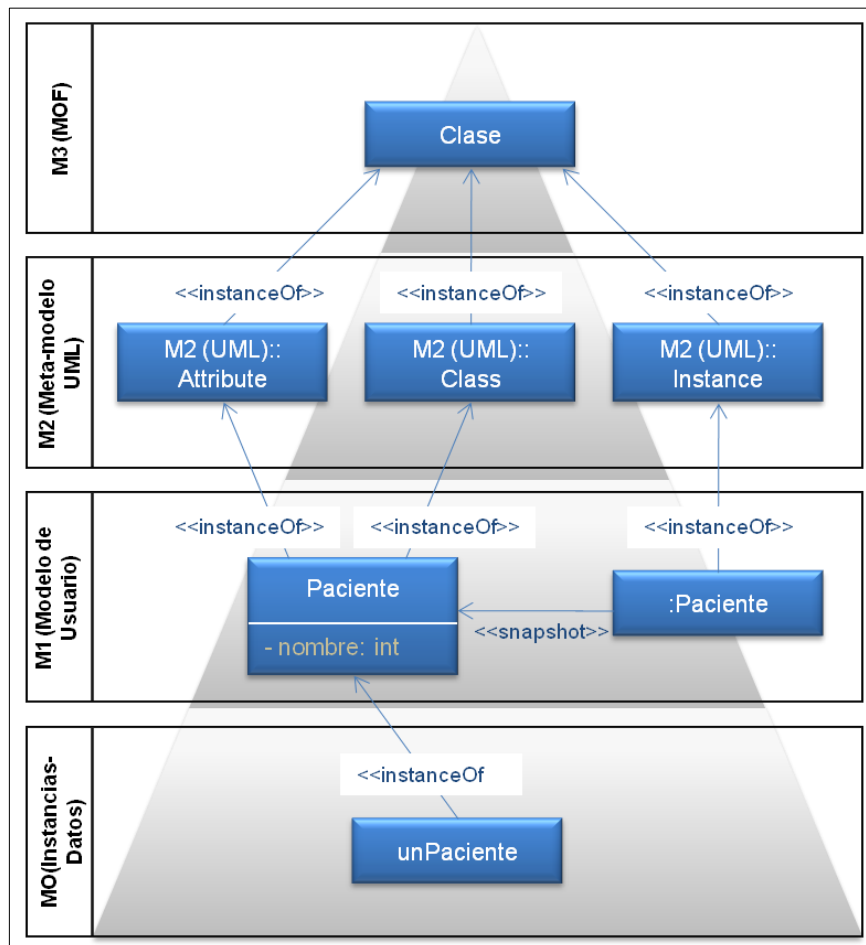 M3 (MOF)
Clase
<<instanceOf>>
<<instanceOf>>
<<instanceOf>>
M2 (Meta-modelo
UML)
M2 (UML)::
Attribute
M2 (UML)::
Class
M2 (UML)::
Instance
<<instanceOf>>
<<instanceOf>>
<<instanceOf>>
M1 (Modelo de
Usuario)
Paciente
- nombre: int
:Paciente
<<snapshot>>
MO(Instancias-
Datos)
<<instanceOf
unPaciente